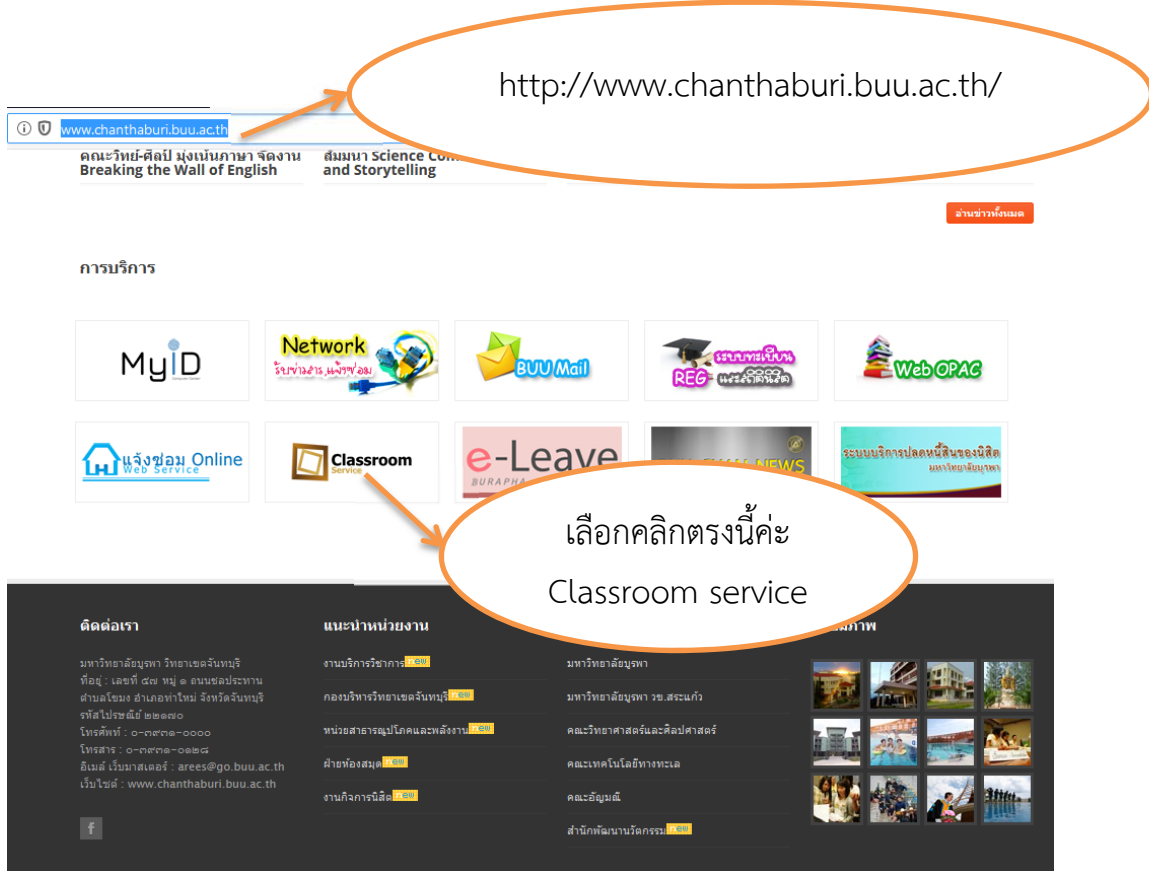 http://www.chanthaburi.buu.ac.th/
www.chanthaburi.buu.ac.th
คณะวิทย์-ศิลป์ มุ่งเน้นภาษา จัดงาน
Breaking the Wall of English
สัมมนา Science Com
and Storytelling
อ่านข่าวทั้งหมด
การบริการ
MyiD
Network
รับข่าวสาร,แจ้งซ่อม
BUU Mail
ระบบทะเบียน
REG- และสถิตินิสิต
Web OPAC
แจ้งซ่อม Online
Web Service
Classroom
Service
e-Leave
BURAPHA
NEWS
ระบบบริการปลดหนี้สินของนิสิต
มหาวิทยาลัยบูรพา
เลือกคลิกตรงนี้ค่ะ
Classroom service
ติดต่อเรา
มหาวิทยาลัยบูรพา วิทยาเขตจันทบุรี
ที่อยู่ : เลขที่ ๕๗ หมู่ ๑ ถนนชลประทาน
ตำบลโขมง อำเภอท่าใหม่ จังหวัดจันทบุรี
รหัสไปรษณีย์ ๒๒๑๗๐
โทรศัพท์ : ๐-๓๙๓๑-๐๐๐๐
โทรสาร : ๐-๓๙๓๑-๐๑๒๘
อีเมล์ เว็บมาสเตอร์ : arees@go.buu.ac.th
เว็บไซต์ : www.chanthaburi.buu.ac.th
f
แนะนำหน่วยงาน
งานบริการวิชาการ new
กองบริหารวิทยาเขตจันทบุรี new
หน่วยสาธารณูปโภคและพลังงาน new
ฝ่ายห้องสมุด new
งานกิจการนิสิต new
มหาวิทยาลัยบูรพา
มหาวิทยาลัยบูรพา วข.สระแก้ว
คณะวิทยาศาสตร์และศิลปศาสตร์
คณะเทคโนโลยีทางทะเล
คณะอัญมณี
สำนักพัฒนานวัตกรรม new